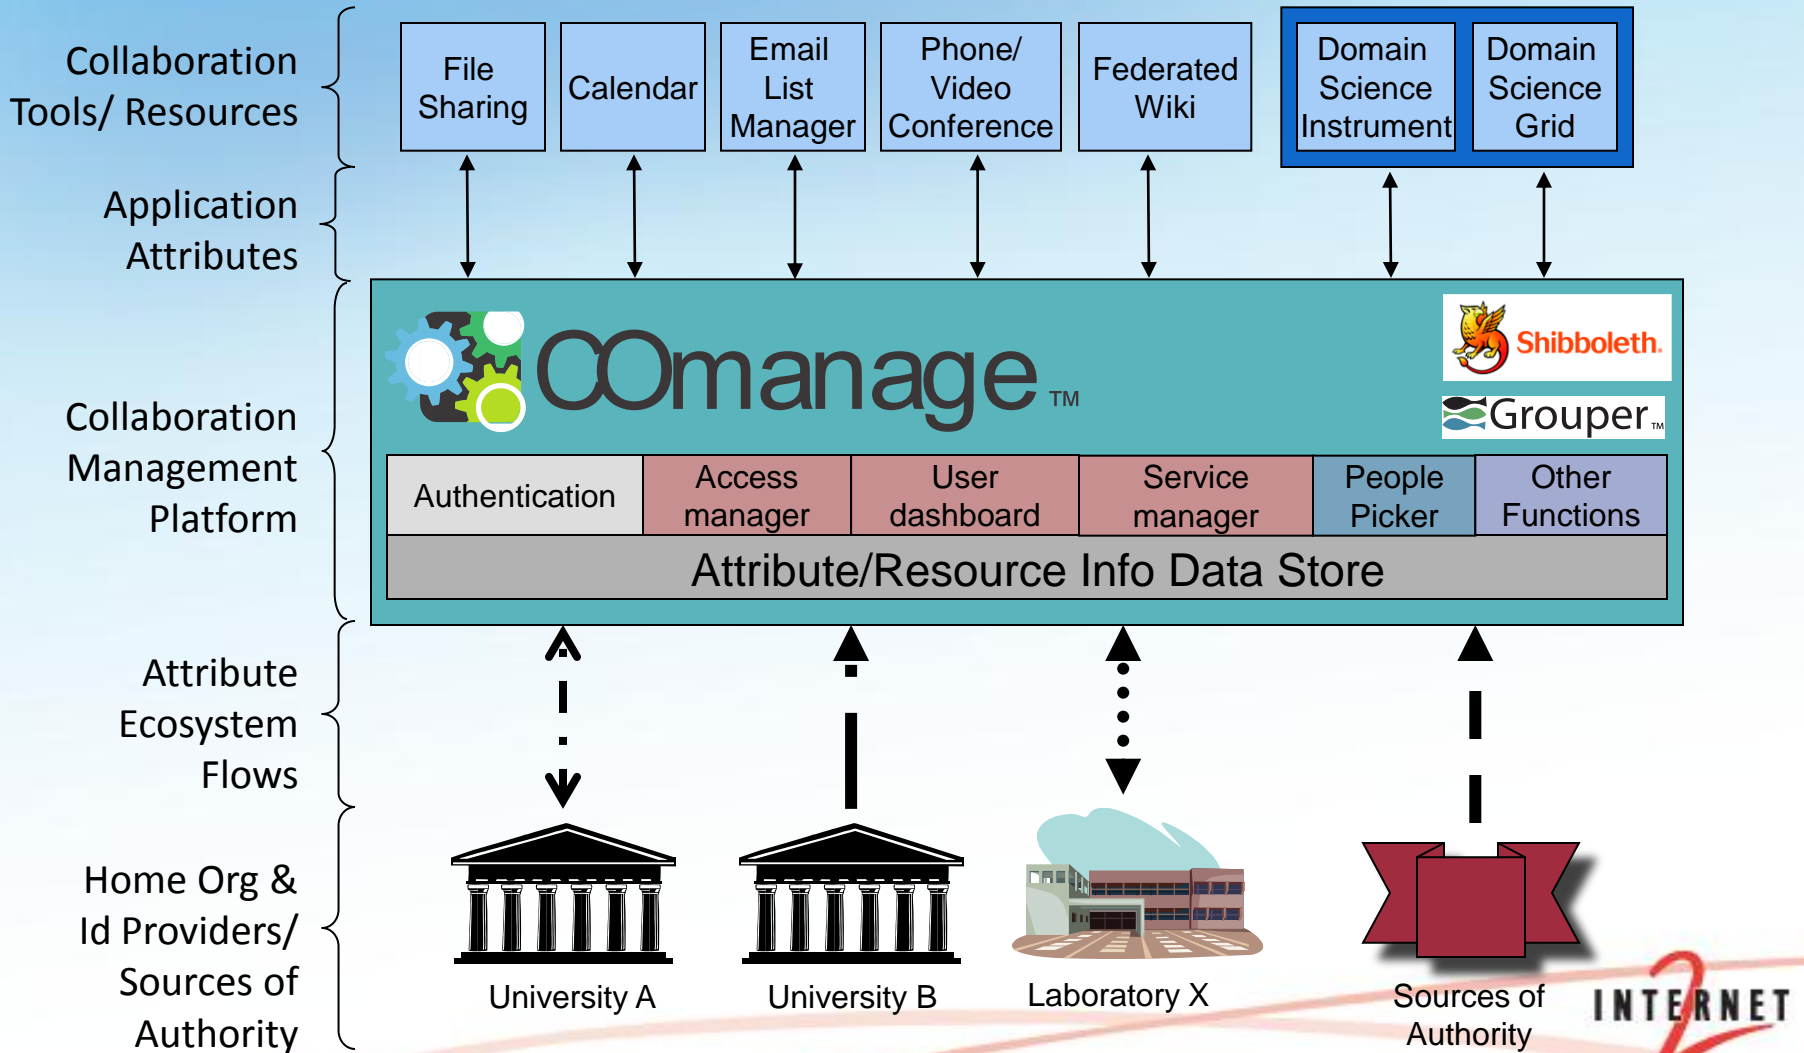 Collaboration
Tools/ Resources
File
Sharing
Calendar
Email
List
Manager
Phone/
Video
Conference
Federated
Wiki
Domain
Science
Instrument
Domain
Science
Grid
Application
Attributes
Collaboration
Management
Platform
COmanage TM
Shibboleth.
Grouper TM
Authentication
Access
manager
User
dashboard
Service
manager
People
Picker
Other
Functions
Attribute/Resource Info Data Store
Attribute
Ecosystem
Flows
Home Org &
Id Providers/
Sources of
Authority
University A
University B
Laboratory X
Sources of
Authority
INTERNET
2